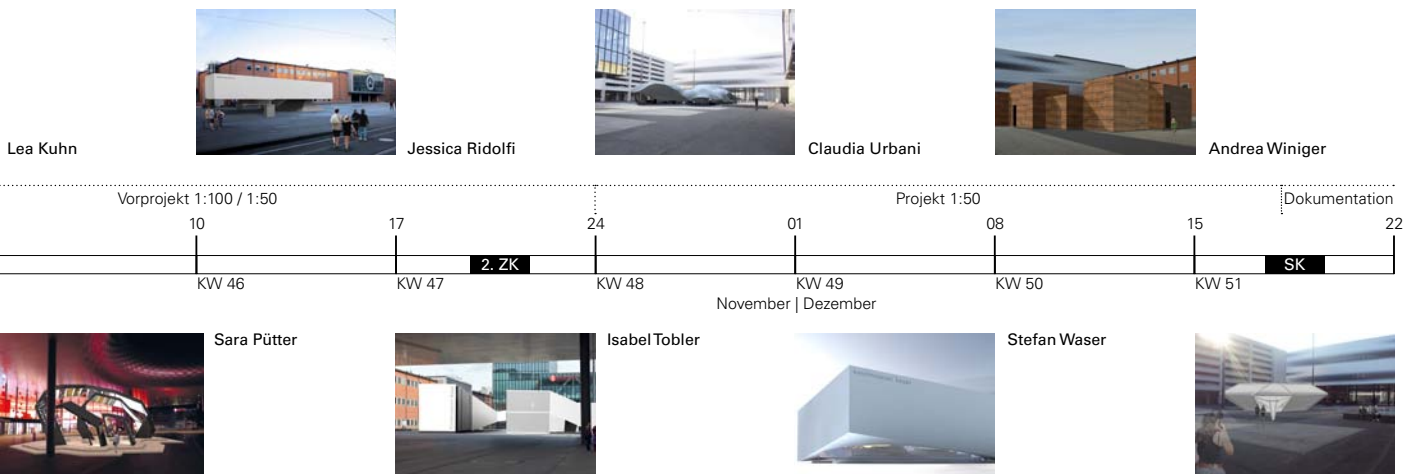 Lea Kuhn
Jessica Ridolfi
Claudia Urbani
Andrea Winiger
Vorprojekt 1:100 / 1:50
Projekt 1:50
Dokumentation
10
17
24
01
08
15
22
2. ZK
SK
KW 46
KW 47
KW 48
KW 49
KW 50
KW 51
November | Dezember
Sara Pütter
Isabel Tobler
Stefan Waser